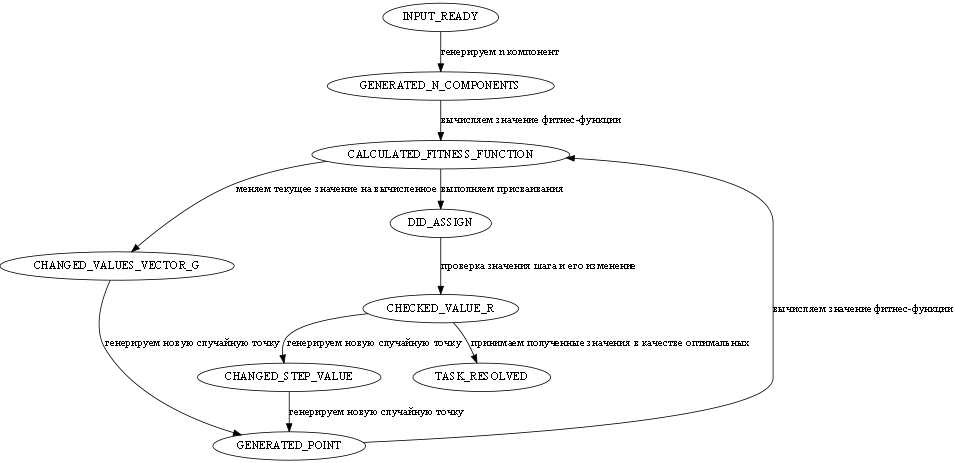 INPUT_READY
генерируем n компонент
GENERATED_N_COMPONENTS
вычисляем значение фитнес-функции
CALCULATED_FITNESS_FUNCTION
меняем текущее значение на вычисленное
выполняем присваивания
DID_ASSIGN
CHANGED_VALUES_VECTOR_G
проверка значения шага и его изменение
CHECKED_VALUE_R
вычисляем значение фитнес-функции
генерируем новую случайную точку
генерируем новую случайную точку
принимаем полученные значения в качестве оптимальных
CHANGED_STEP_VALUE
TASK_RESOLVED
генерируем новую случайную точку
GENERATED_POINT